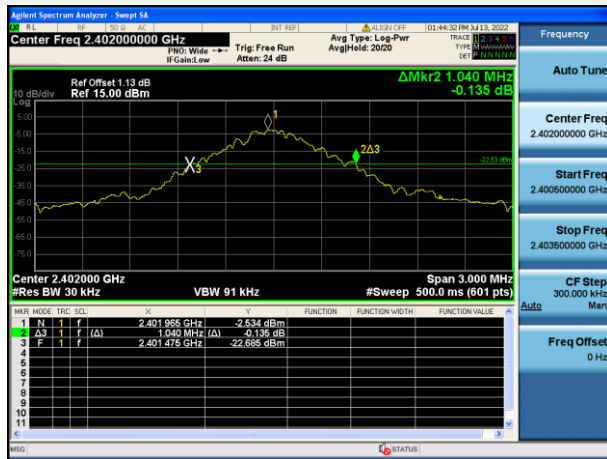 Agilent Spectrum Analyzer - Swept SA
RL RF 50 Ω AC INT REF ALIGN OFF 01:44:32 PM Jul 13, 2022
Center Freq 2.402000000 GHz
PNO: Wide
IFGain:Low
Trig: Free Run
Atten: 24 dB
Avg Type: Log-Pwr
Avg|Hold: 20/20
TRACE 1 2 3 4 5 6
TYPE M
DET P N N N N N
Ref Offset 1.13 dB
10 dB/div Ref 15.00 dBm
ΔMkr2 1.040 MHz
-0.135 dB
Log
5.00
-5.00
-15.0
-25.0
-35.0
-45.0
-55.0
-65.0
-75.0
1
2Δ3
X3
-22.53 dBm
Center 2.402000 GHz Span 3.000 MHz
#Res BW 30 kHz VBW 91 kHz #Sweep 500.0 ms (601 pts)
MKR MODE TRC SCL X Y FUNCTION FUNCTION WIDTH FUNCTION VALUE
1 N 1 f 2.401 965 GHz -2.534 dBm
2 Δ3 1 f (Δ) 1.040 MHz (Δ) -0.135 dB
3 F 1 f 2.401 475 GHz -22.685 dBm
4
5
6
7
8
9
10
11
MSG STATUS
Frequency
Auto Tune
Center Freq
2.402000000 GHz
Start Freq
2.400500000 GHz
Stop Freq
2.403500000 GHz
CF Step
300.000 kHz
Auto Man
Freq Offset
0 Hz